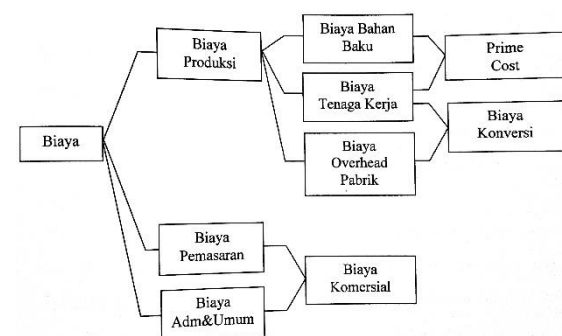 Biaya
Biaya
Produksi
Biaya Bahan
Baku
Biaya
Tenaga Kerja
Biaya
Overhead
Pabrik
Prime
Cost
Biaya
Konversi
Biaya
Pemasaran
Biaya
Adm&Umum
Biaya
Komersial